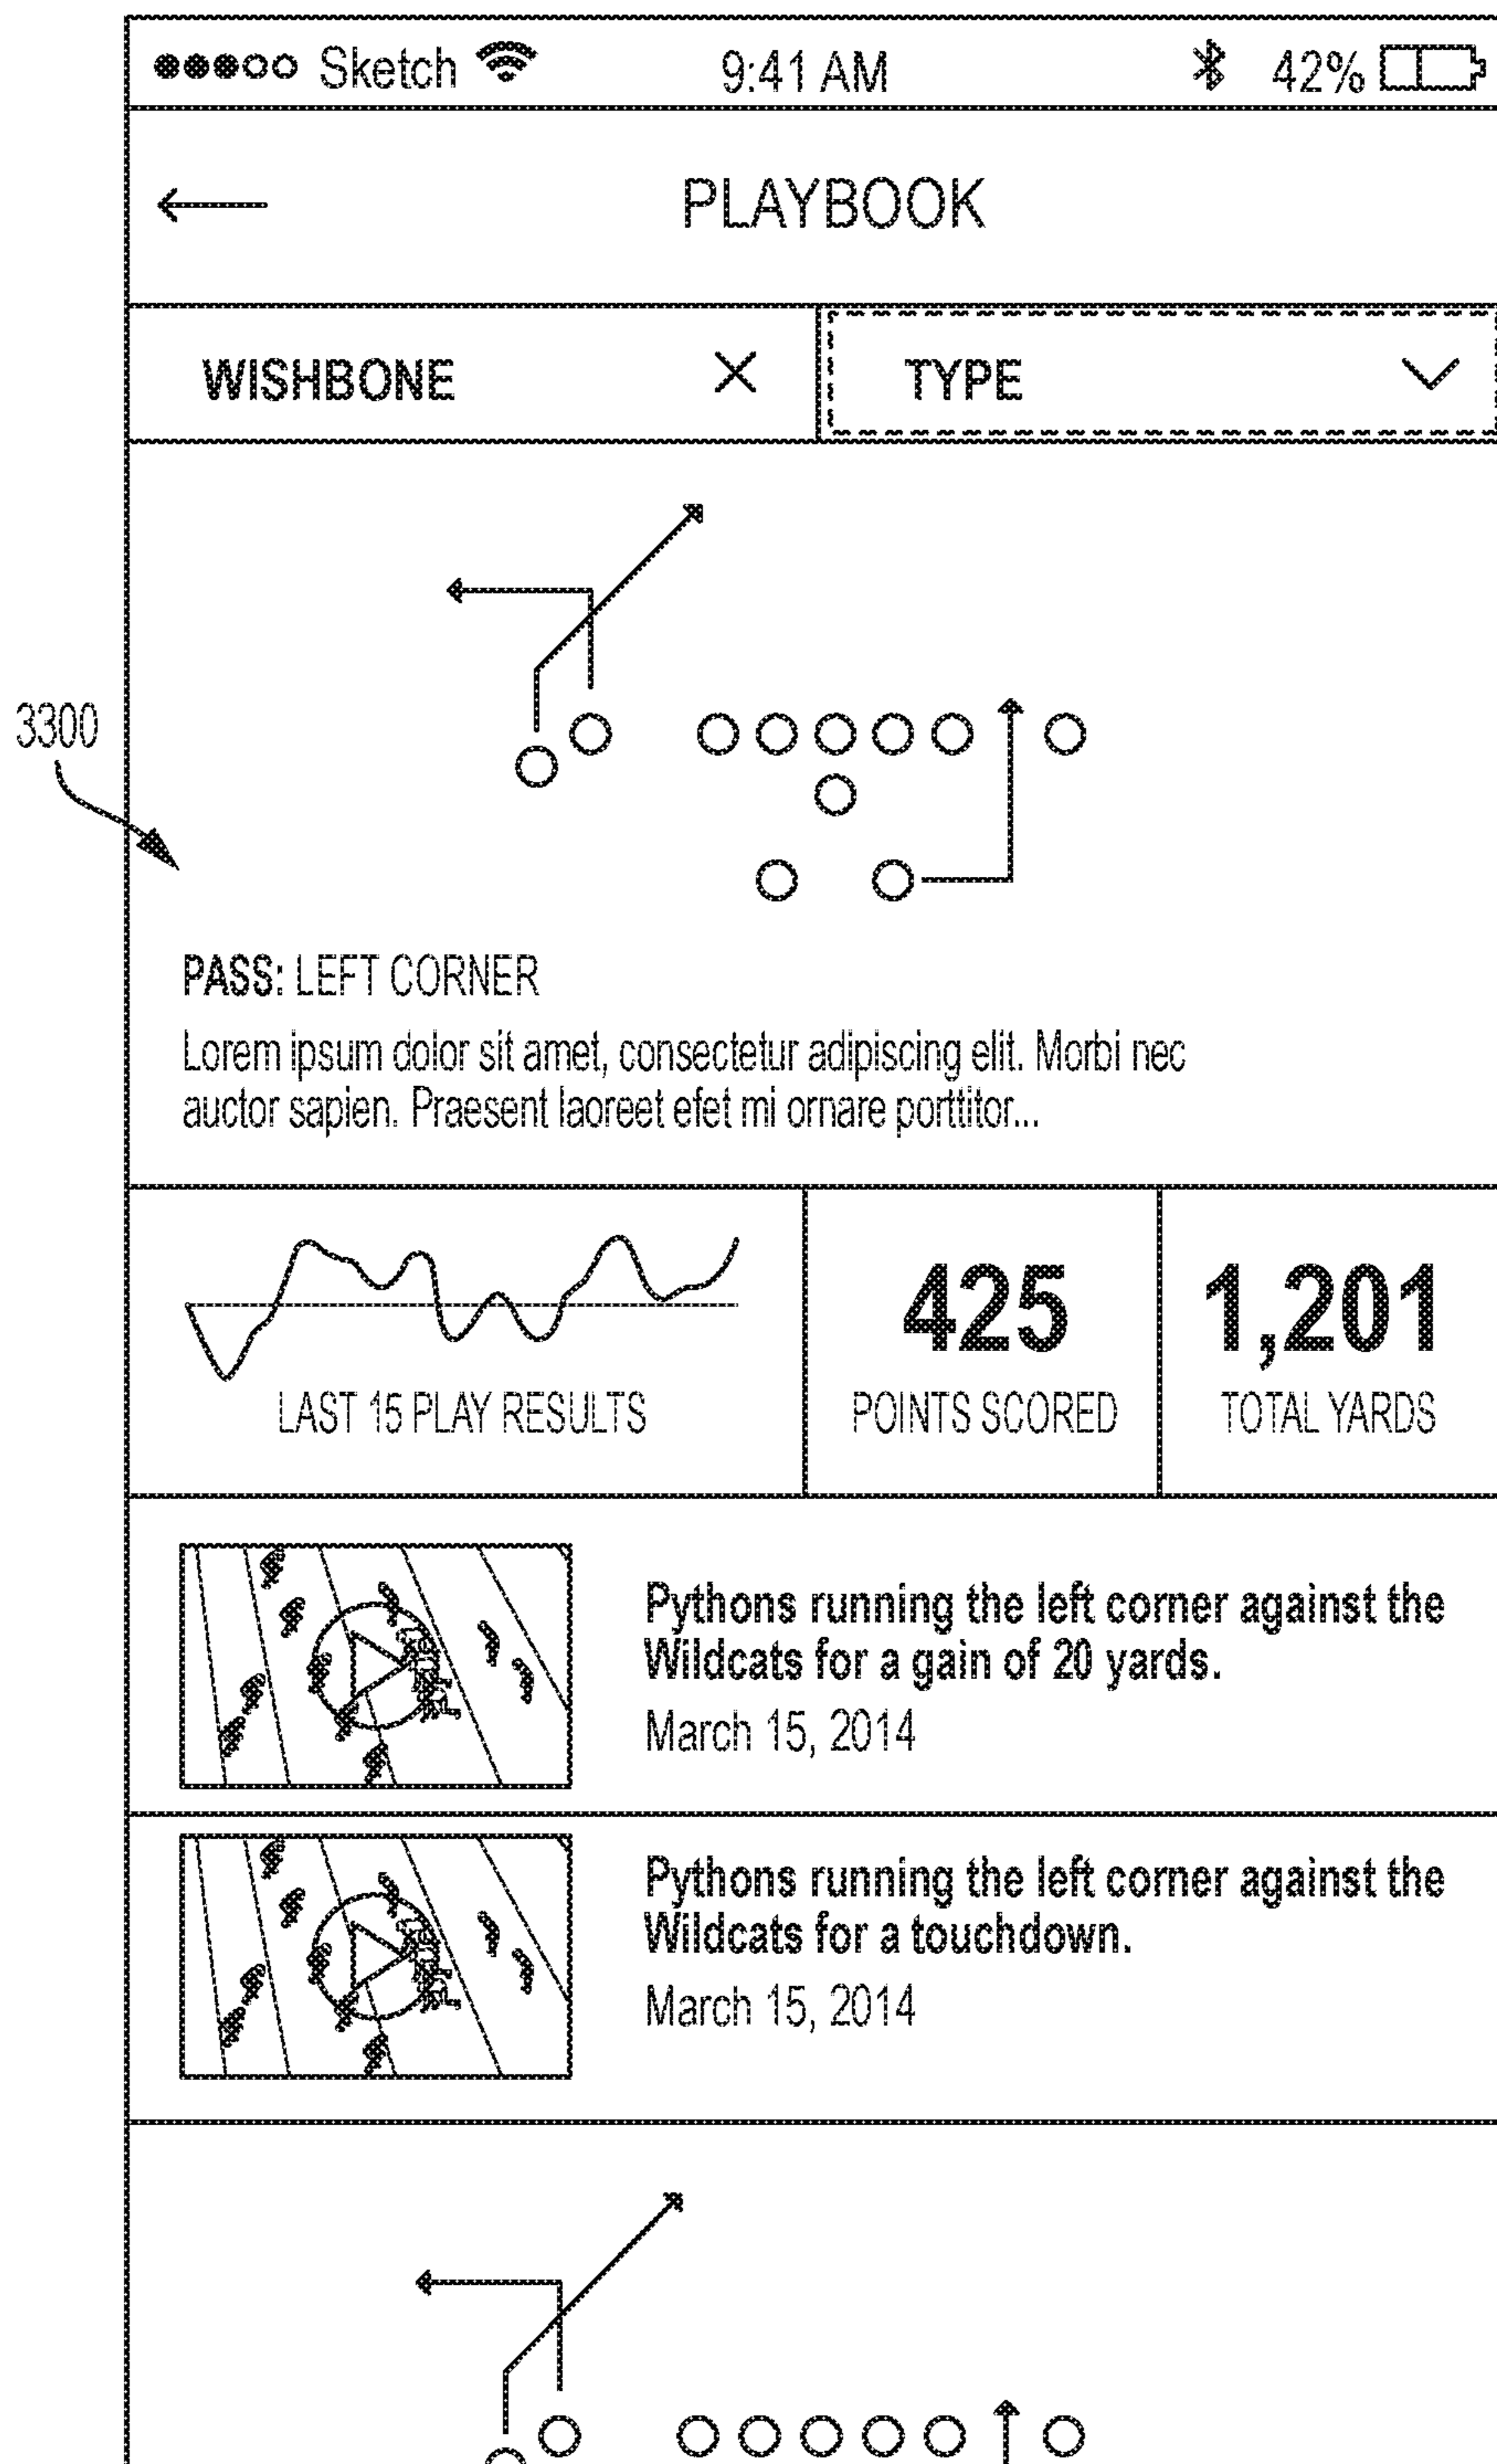 Sketch 9:41 AM 42%
PLAYBOOK
WISHBONE TYPE
3300
PASS: LEFT CORNER
Lorem ipsum dolor sit amet, consectetur adipiscing elit. Morbi nec
auctor sapien. Praesent laoreet efet mi ornare porttitor...
425 1,201
LAST 15 PLAY RESULTS POINTS SCORED TOTAL YARDS
Pythons running the left corner against the
Wildcats for a gain of 20 yards.
March 15, 2014
Pythons running the left corner against the
Wildcats for a touchdown.
March 15, 2014